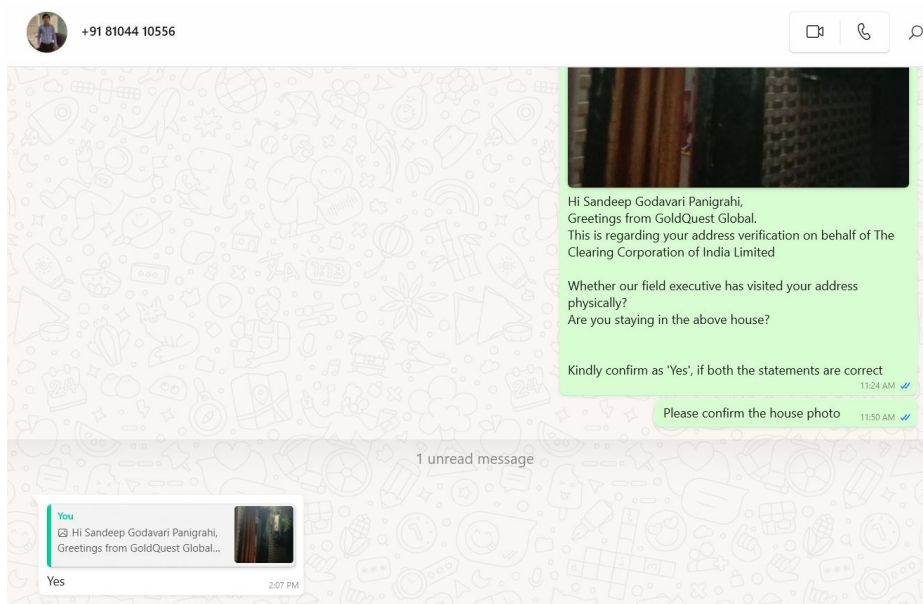 +91 81044 10556
Hi Sandeep Godavari Panigrahi,
Greetings from GoldQuest Global.
This is regarding your address verification on behalf of The
Clearing Corporation of India Limited
Whether our field executive has visited your address
physically?
Are you staying in the above house?
Kindly confirm as 'Yes', if both the statements are correct
11:24 AM
Please confirm the house photo
11:50 AM
1 unread message
You
Hi Sandeep Godavari Panigrahi,
Greetings from GoldQuest Global...
Yes
2:07 PM